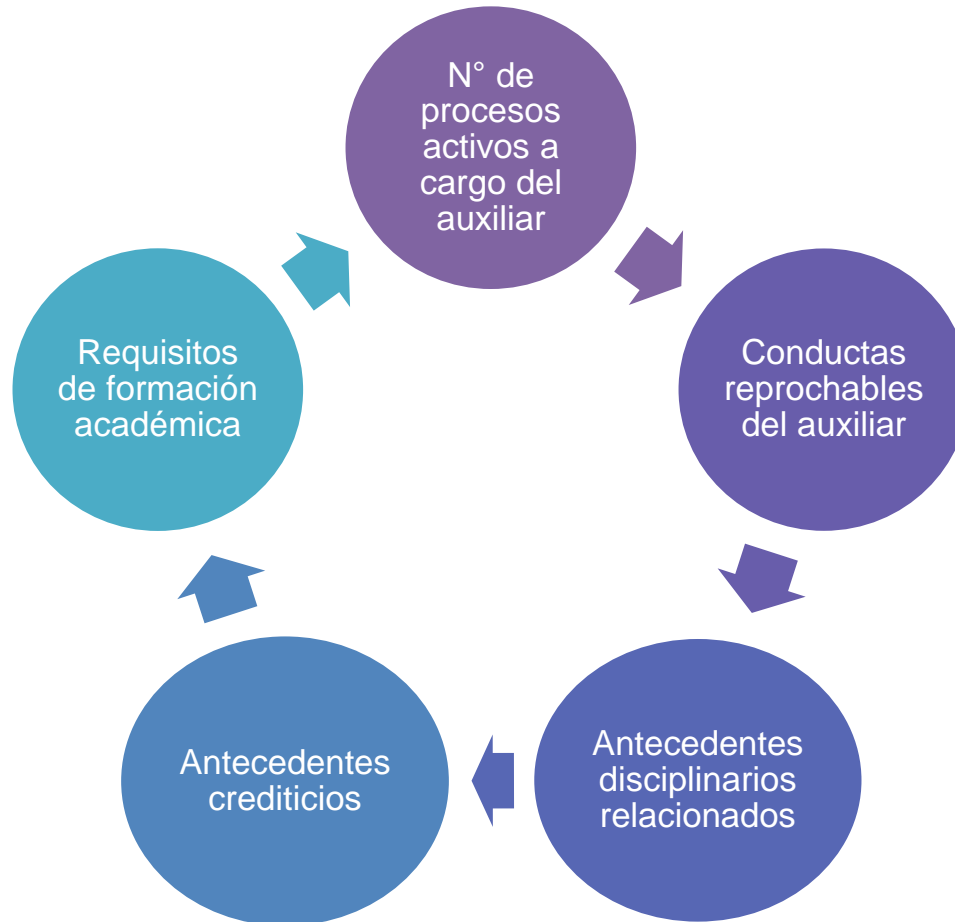 N° de
procesos
activos a
cargo del
auxiliar
Conductas
reprochables
del auxiliar
Antecedentes
disciplinarios
relacionados
Antecedentes
crediticios
Requisitos
de formación
académica